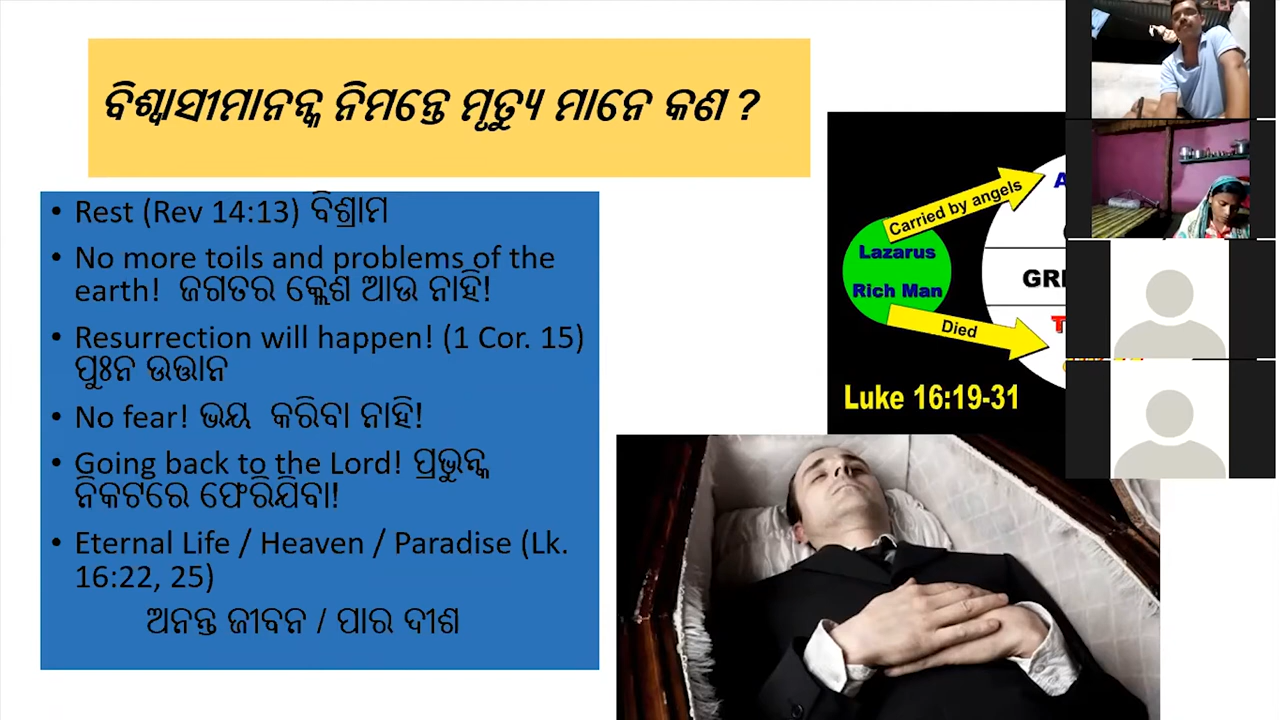 ବିଶ୍ୱାସୀମାନଙ୍କ ନିମନ୍ତେ ମୃତ୍ୟୁ ମାନେ କଣ ?
• Rest (Rev 14:13) ବିଶ୍ରାମ
• No more toils and problems of the
earth! ଜଗତର କ୍ଲେଶ ଆଉ ନାହି!
• Resurrection will happen! (1 Cor. 15)
ପୁଃନ ଉତ୍ତାନ
• No fear! ଭୟ କରିବା ନାହି!
• Going back to the Lord! ପ୍ରଭୁଙ୍କ
ନିକଟରେ ଫେରିଯିବା!
• Eternal Life / Heaven / Paradise (Lk.
16:22, 25)
ଅନନ୍ତ ଜୀବନ / ପାର ଦୀଶ
Carried by angels
Lazarus
Rich Man
Died
Luke 16:19-31